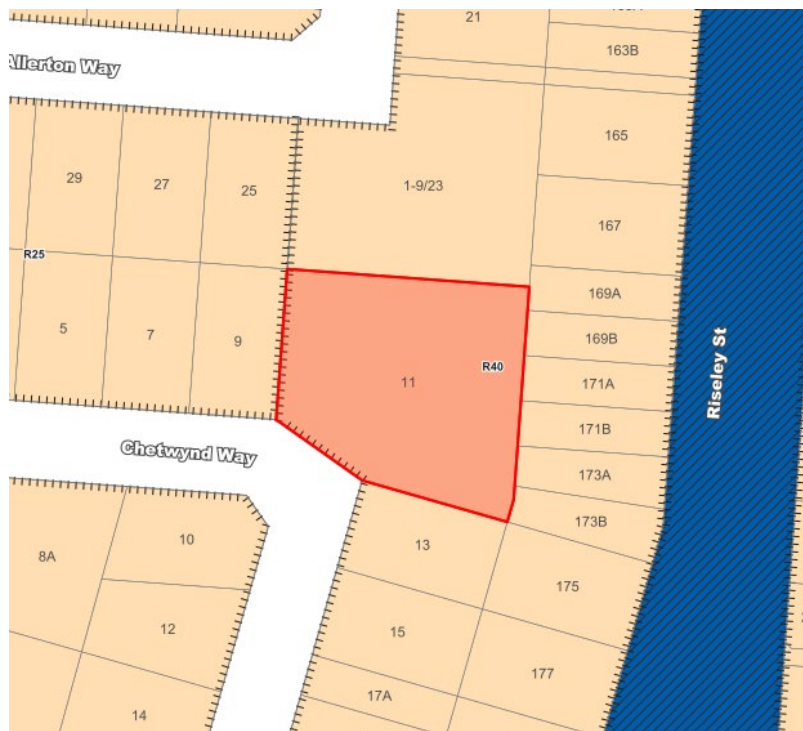 21
163B
Allerton Way
165
29
27
25
1-9/23
167
R25
169A
5
7
9
11
R40
169B
171A
Riseley St
171B
Chetwynd Way
173A
173B
8A
10
13
175
12
15
177
14
17A